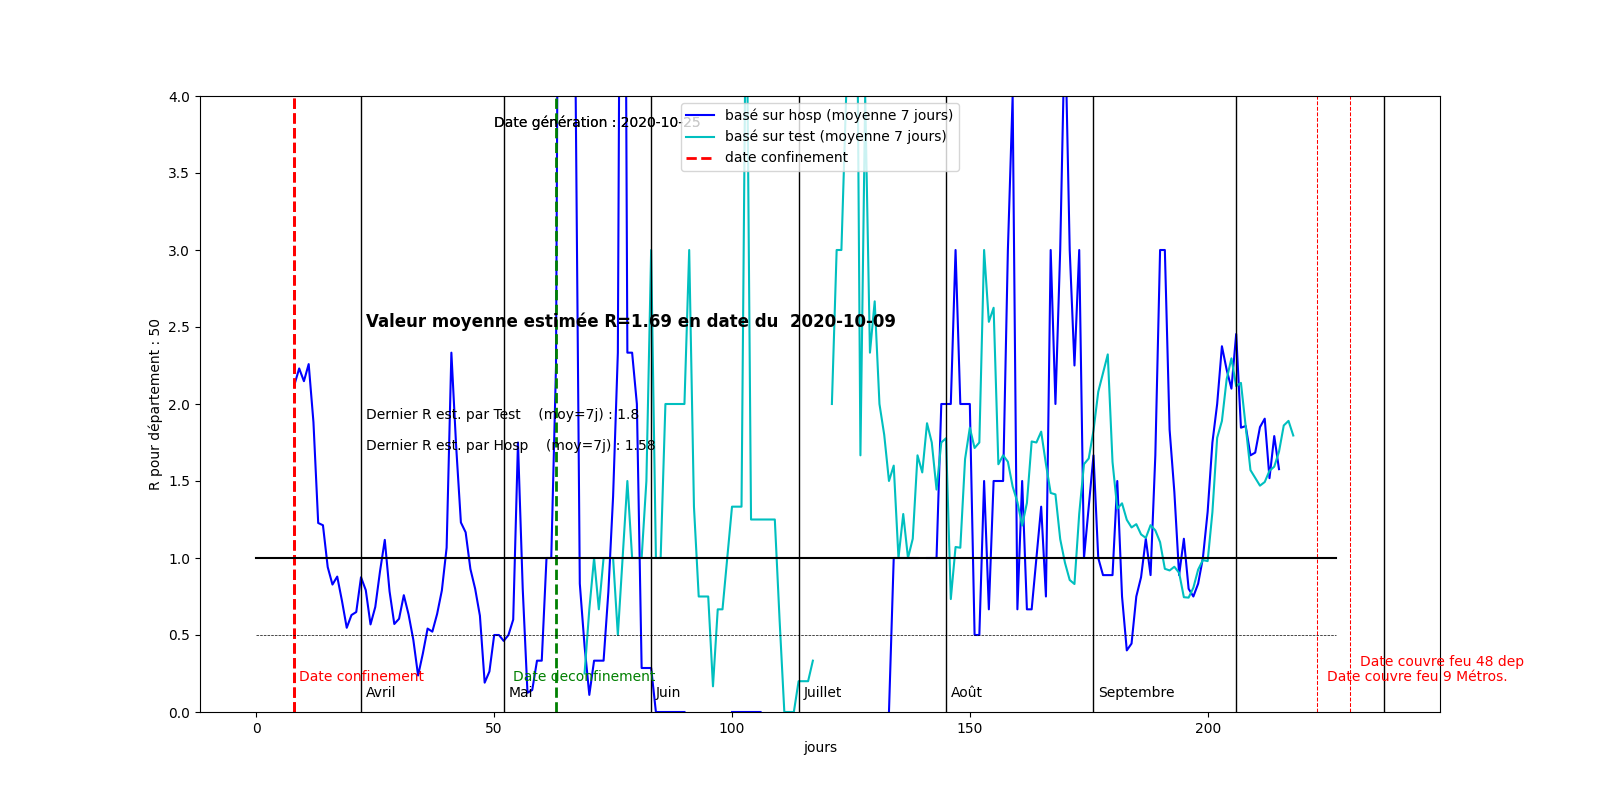 4.0
3.5
3.0
2.5
2.0
1.5
1.0
0.5
0.0
R pour département : 50
Date génération : 2020-10-25
basé sur hosp (moyenne 7 jours)
basé sur test (moyenne 7 jours)
date confinement
Valeur moyenne estimée R=1.69 en date du 2020-10-09
Dernier R est. par Test (moy=7j) : 1.8
Dernier R est. par Hosp (moy=7j) : 1.58
Date couvre feu 48 dep
Date confinement
Date deconfinement
Date couvre feu 9 Métros.
Avril
Mai
Juin
Juillet
Août
Septembre
0
50
100
150
200
jours